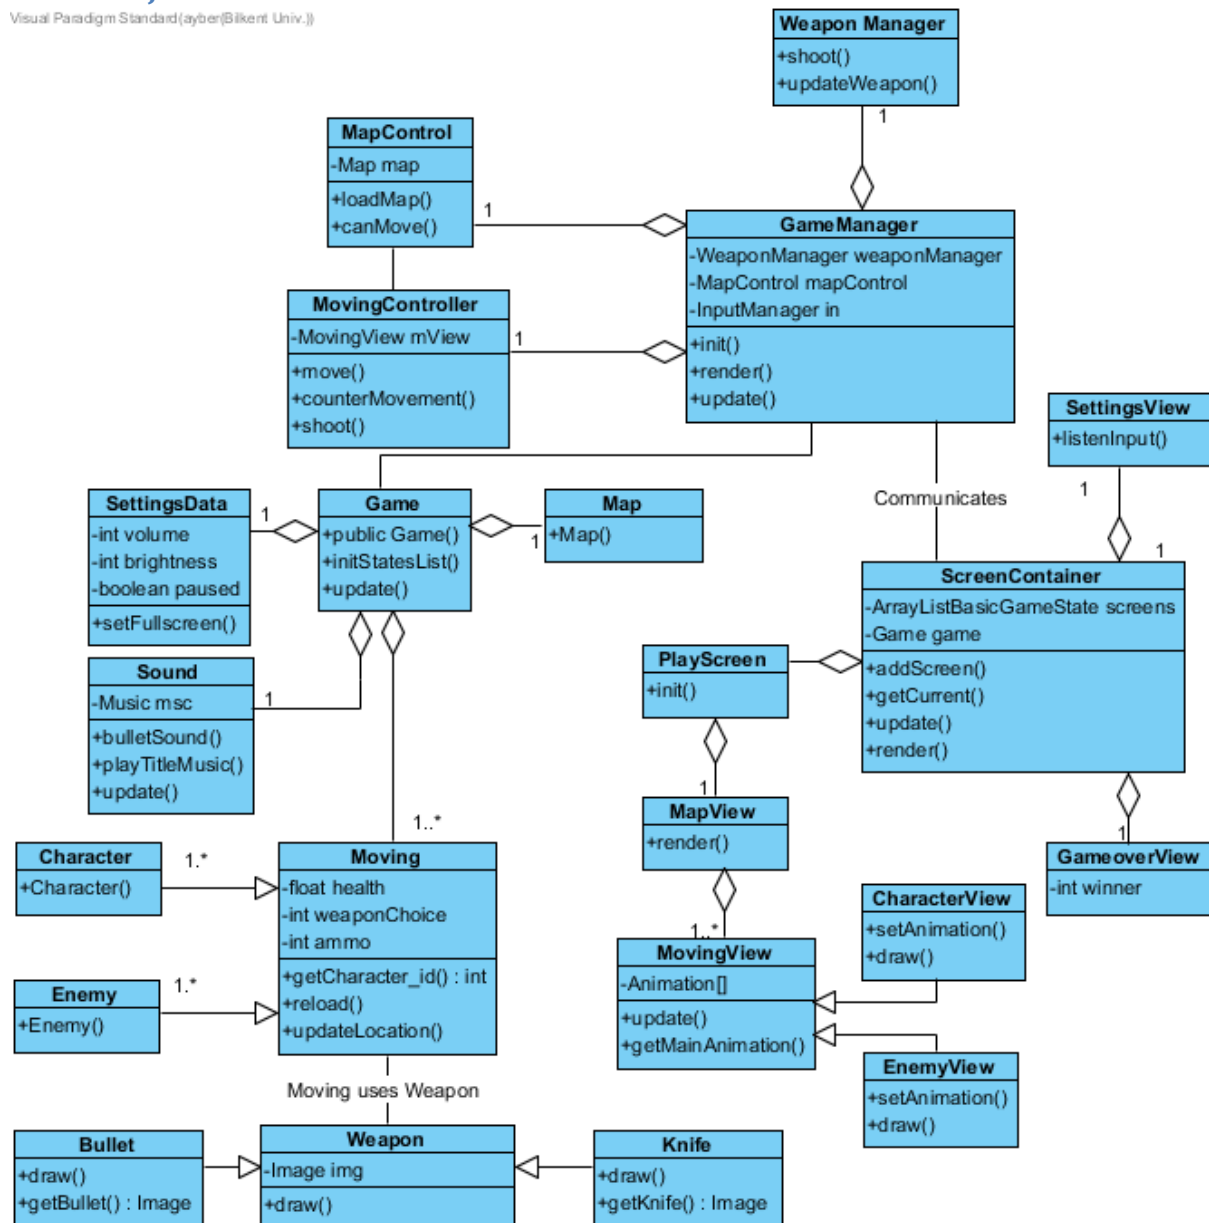 Visual Paradigm Standard(ayber(Bilkent Univ.))
Weapon Manager
+shoot()
+updateWeapon()
1
MapControl
-Map map
+loadMap()
+canMove()
1
GameManager
-WeaponManager weaponManager
-MapControl mapControl
-InputManager in
+init()
+render()
+update()
MovingController
-MovingView mView
+move()
+counterMovement()
+shoot()
1
SettingsView
+listenInput()
1
Communicates
1
SettingsData
-int volume
-int brightness
-boolean paused
+setFullscreen()
1
Game
+public Game()
+initStatesList()
+update()
Map
+Map()
1
ScreenContainer
-ArrayListBasicGameState screens
-Game game
+addScreen()
+getCurrent()
+update()
+render()
Sound
-Music msc
+bulletSound()
+playTitleMusic()
+update()
1
PlayScreen
+init()
1
MapView
+render()
1..*
1
GameoverView
-int winner
1..*
Character
+Character()
1.*
Moving
-float health
-int weaponChoice
-int ammo
+getCharacter_id() : int
+reload()
+updateLocation()
Enemy
+Enemy()
1.*
MovingView
-Animation[]
+update()
+getMainAnimation()
CharacterView
+setAnimation()
+draw()
EnemyView
+setAnimation()
+draw()
Moving uses Weapon
Bullet
+draw()
+getBullet() : Image
Weapon
-Image img
+draw()
Knife
+draw()
+getKnife() : Image